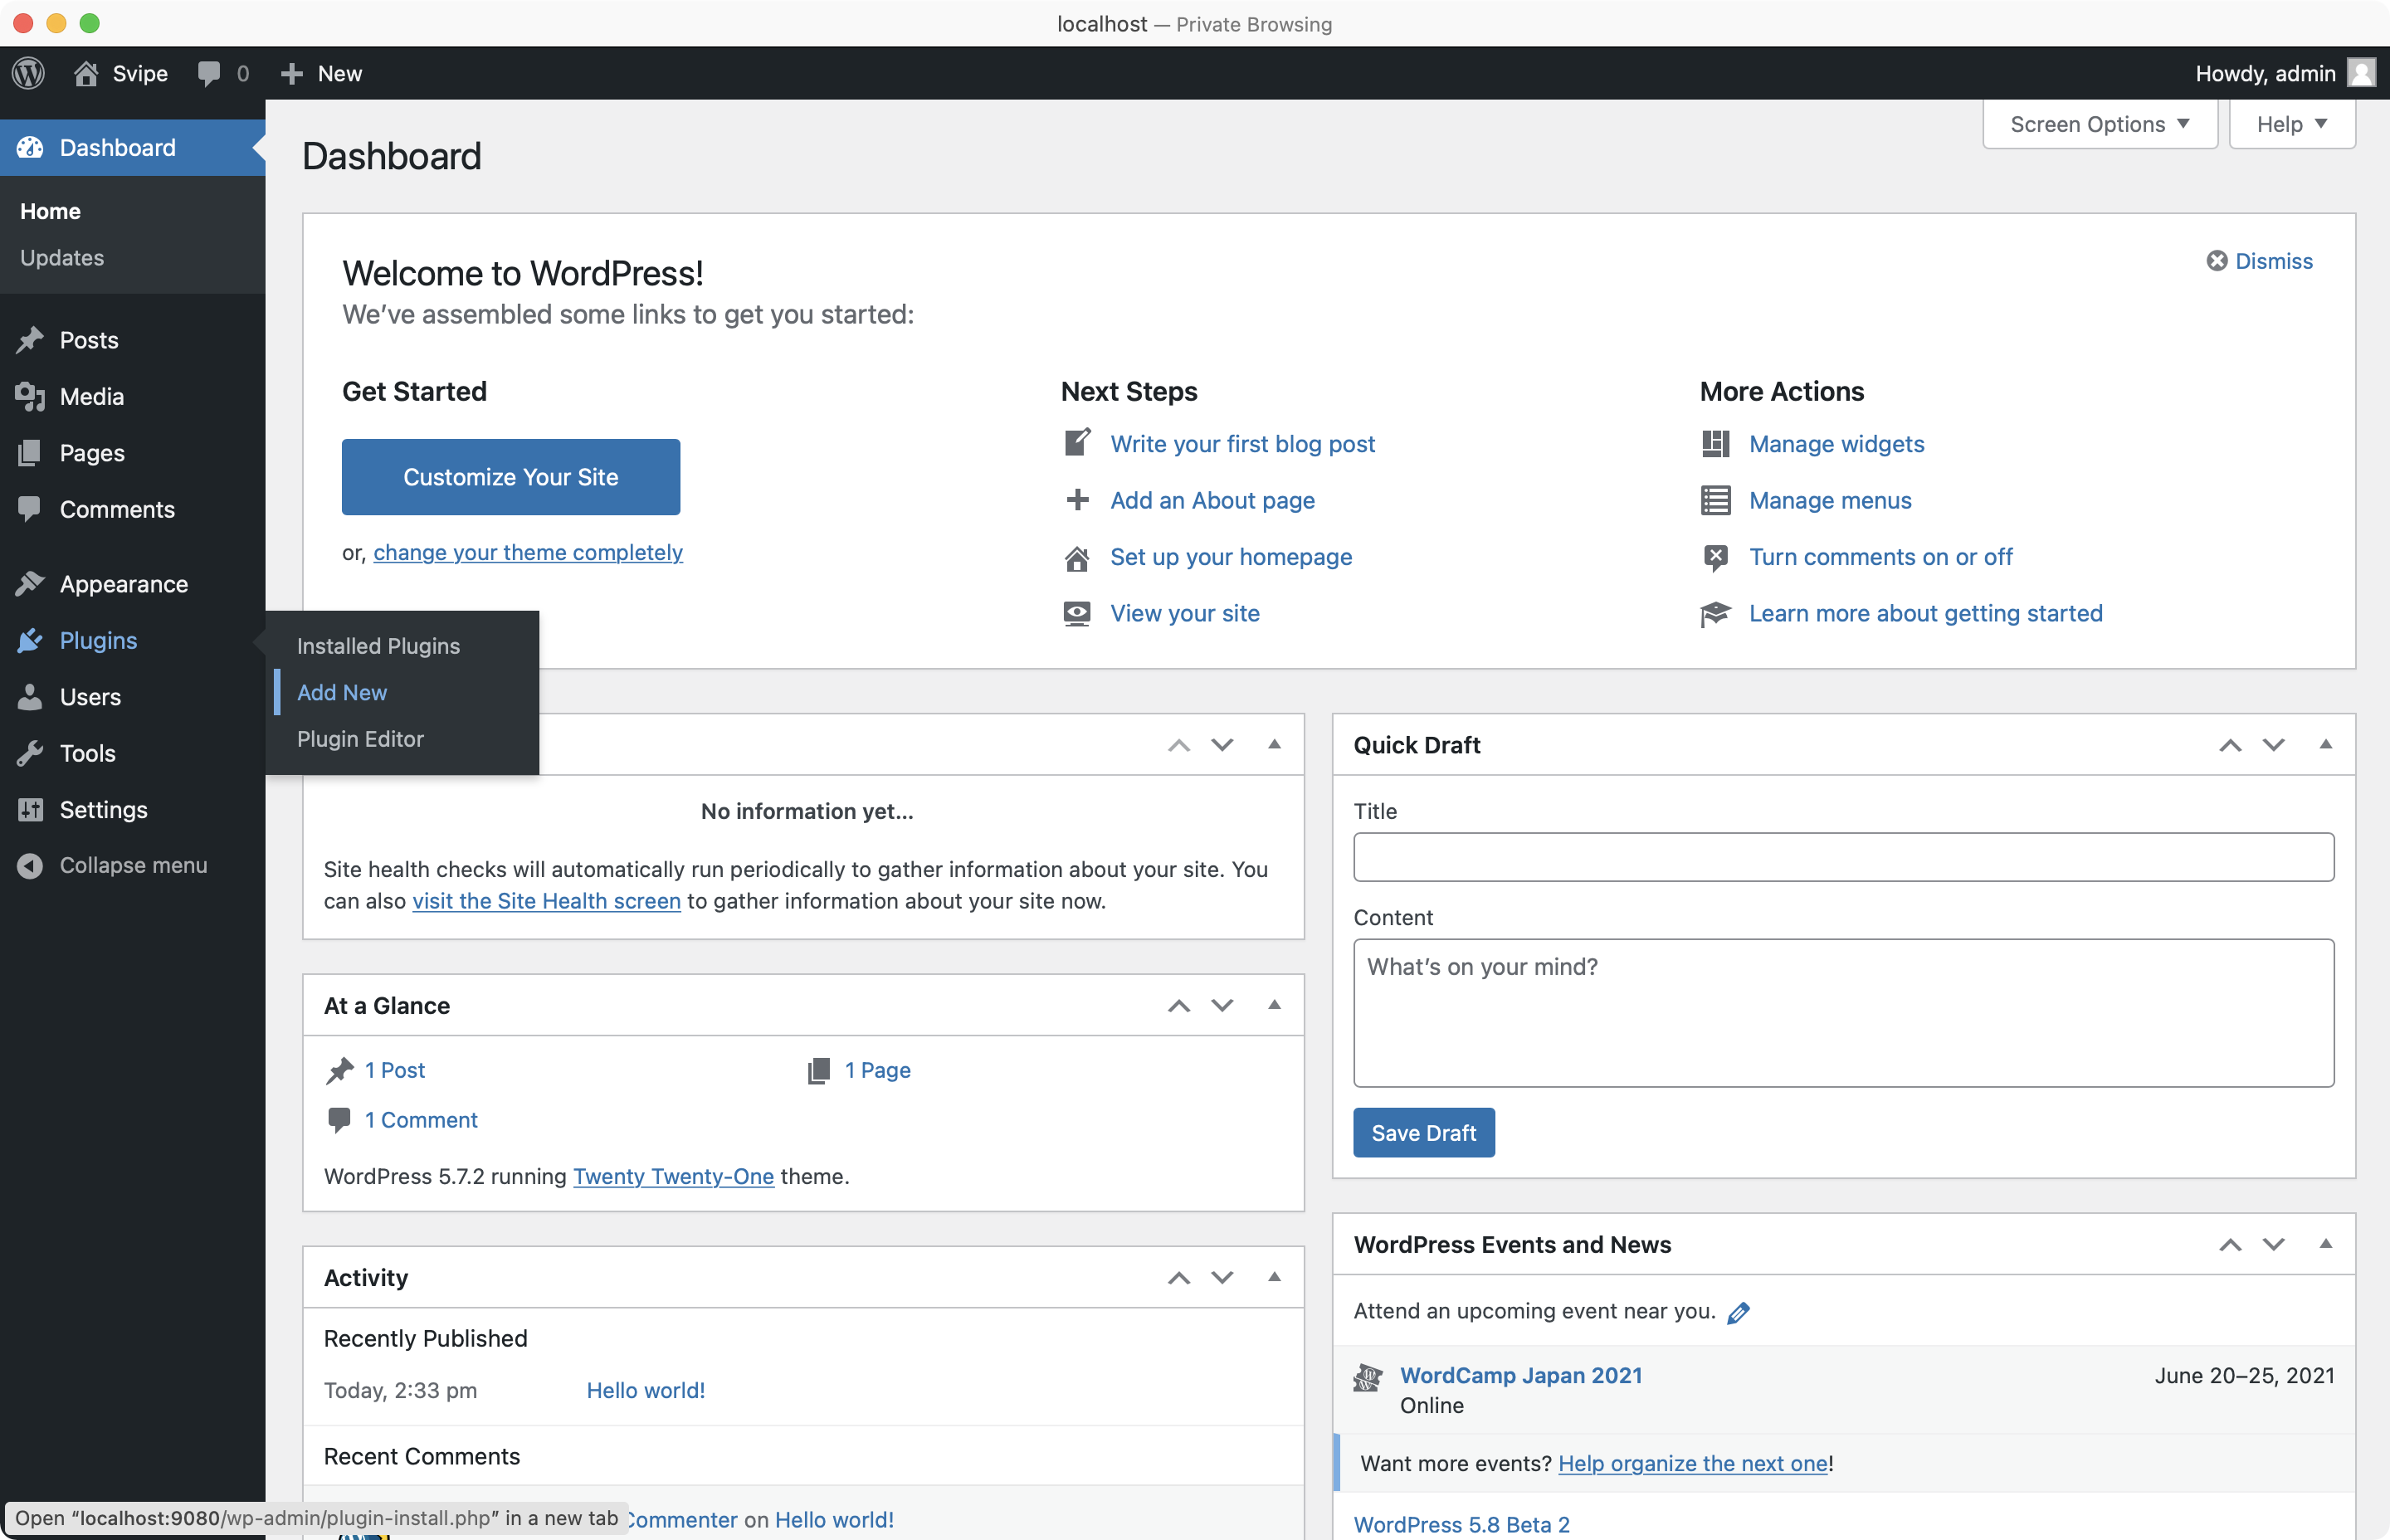 localhost — Private Browsing
Svipe 0 New Howdy, admin
Screen Options Help
Dashboard
Home
Updates
Posts
Media
Pages
Comments
Appearance
Plugins
Users
Tools
Settings
Collapse menu
Installed Plugins
Add New
Plugin Editor
Dashboard
Welcome to WordPress!
Dismiss
We’ve assembled some links to get you started:
Get Started
Customize Your Site
or, change your theme completely
Next Steps
Write your first blog post
Add an About page
Set up your homepage
View your site
More Actions
Manage widgets
Manage menus
Turn comments on or off
Learn more about getting started
No information yet...
Site health checks will automatically run periodically to gather information about your site. You
can also visit the Site Health screen to gather information about your site now.
At a Glance
1 Post 1 Page
1 Comment
WordPress 5.7.2 running Twenty Twenty-One theme.
Activity
Recently Published
Today, 2:33 pm Hello world!
Recent Comments
Commenter on Hello world!
Quick Draft
Title
Content
What’s on your mind?
Save Draft
WordPress Events and News
Attend an upcoming event near you.
WordCamp Japan 2021 June 20–25, 2021
Online
Want more events? Help organize the next one!
WordPress 5.8 Beta 2
Open “localhost:9080/wp-admin/plugin-install.php” in a new tab